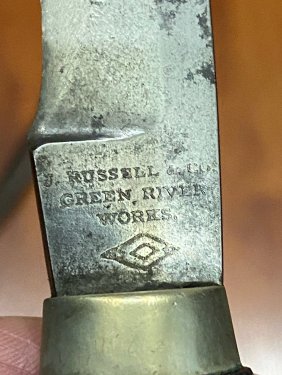 J. RUSSELL & CO.
GREEN RIVER
WORKS.